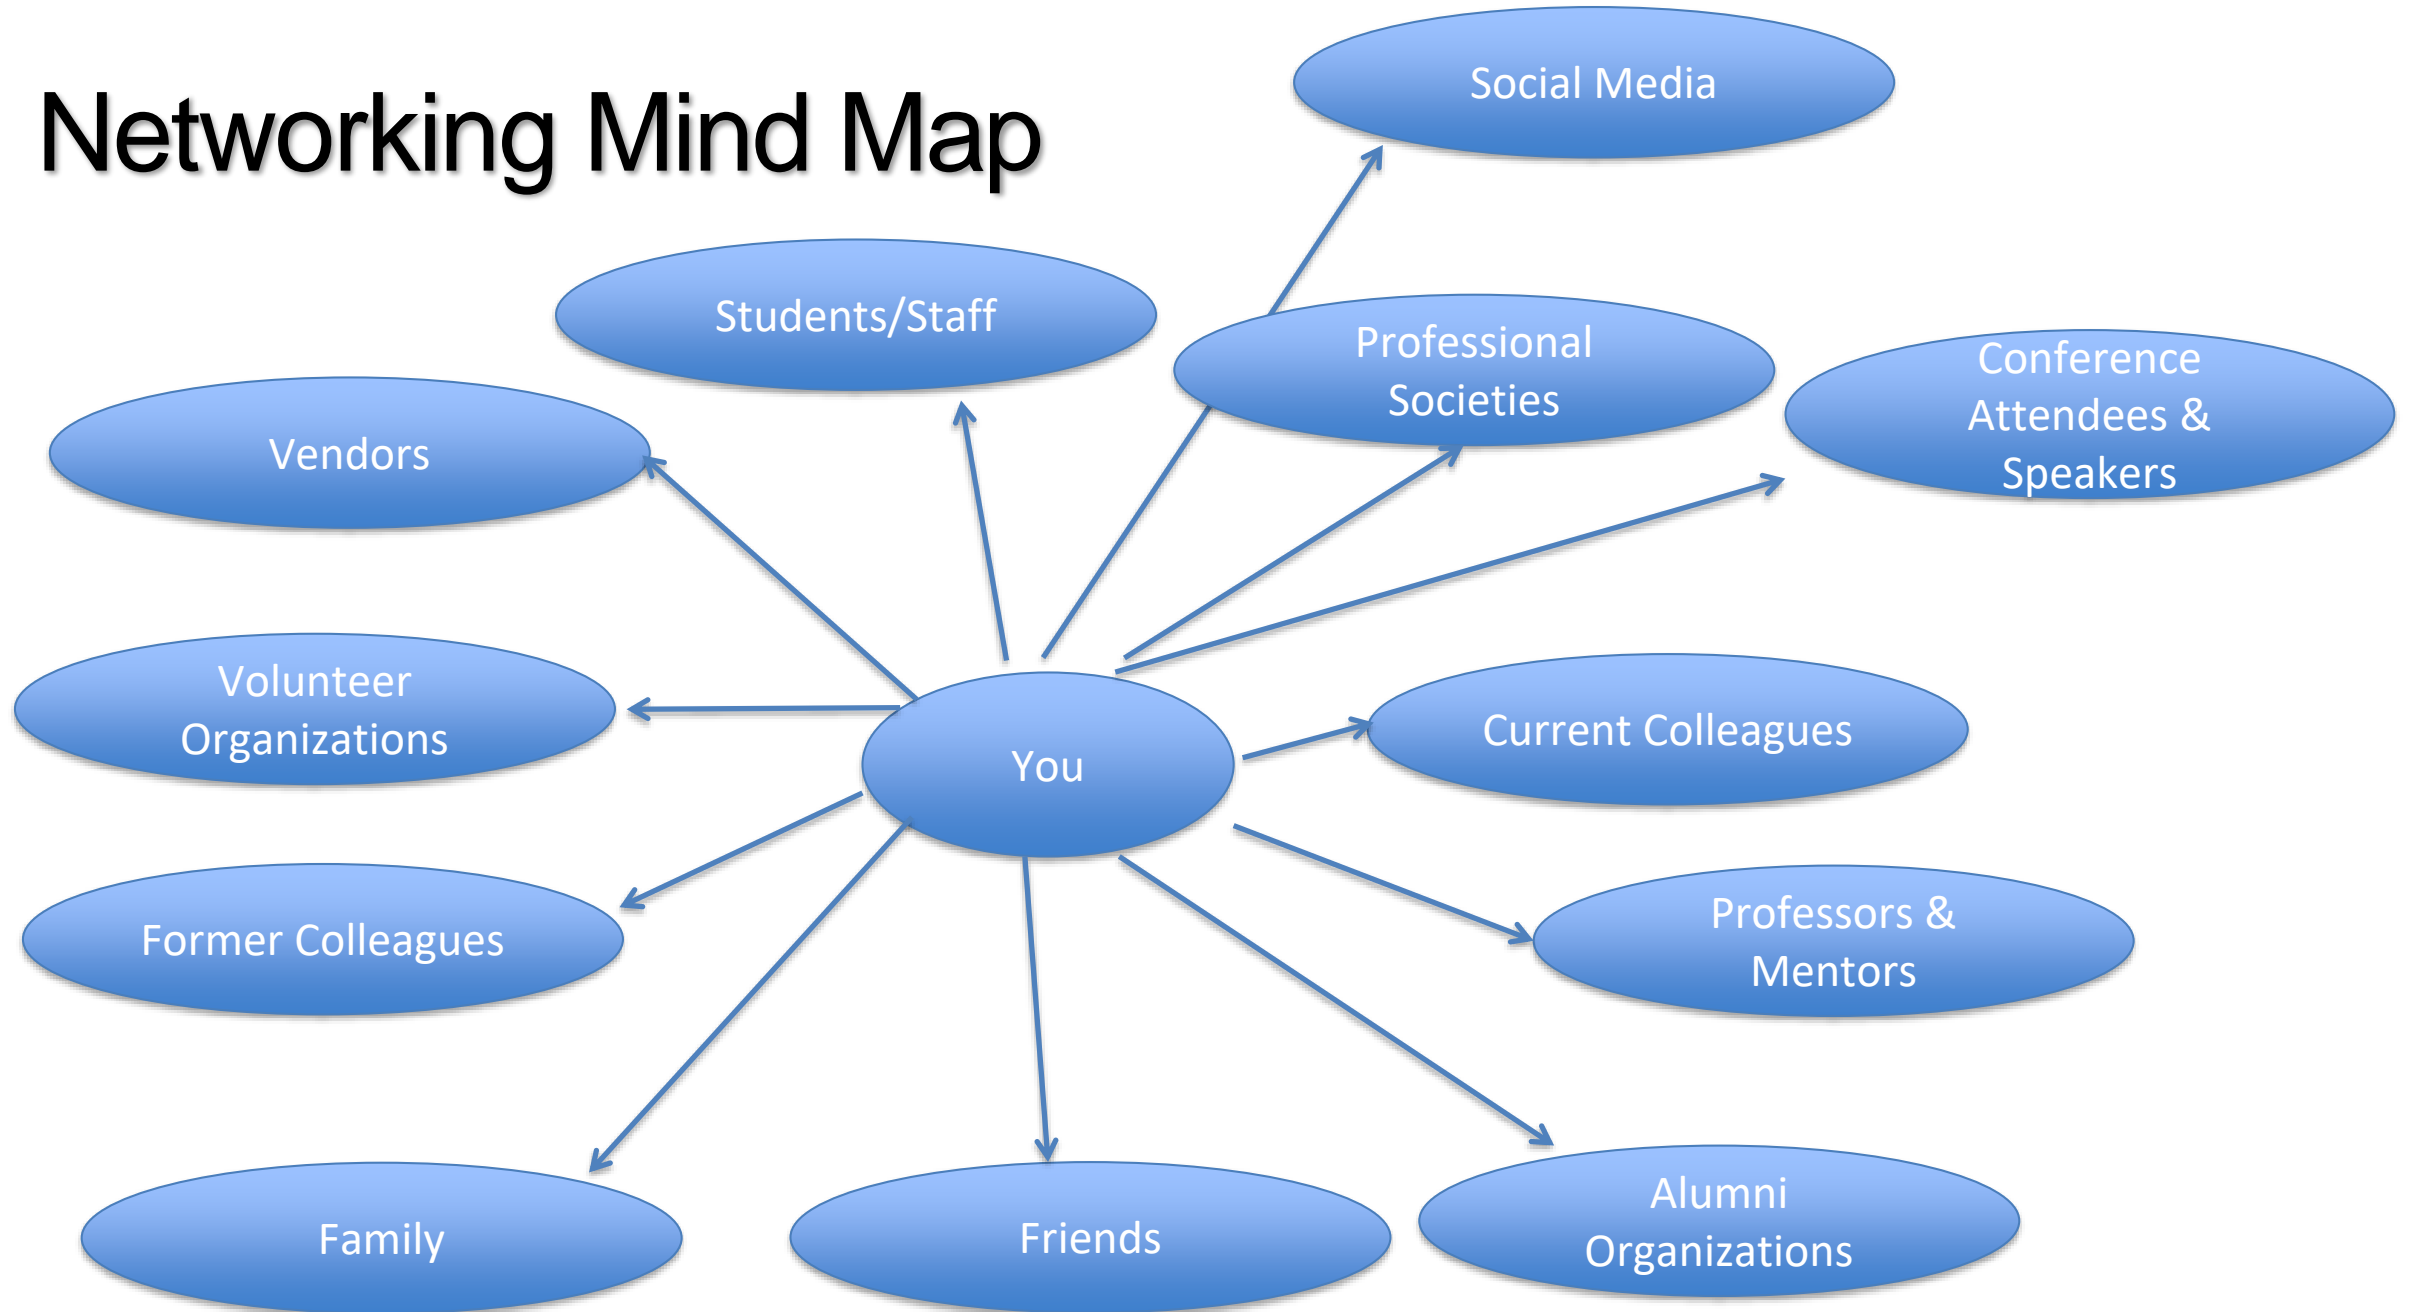 Networking Mind Map
Social Media
Students/Staff
Professional
Societies
Conference
Attendees &
Speakers
Vendors
Volunteer
Organizations
You
Current Colleagues
Former Colleagues
Professors &
Mentors
Family
Friends
Alumni
Organizations